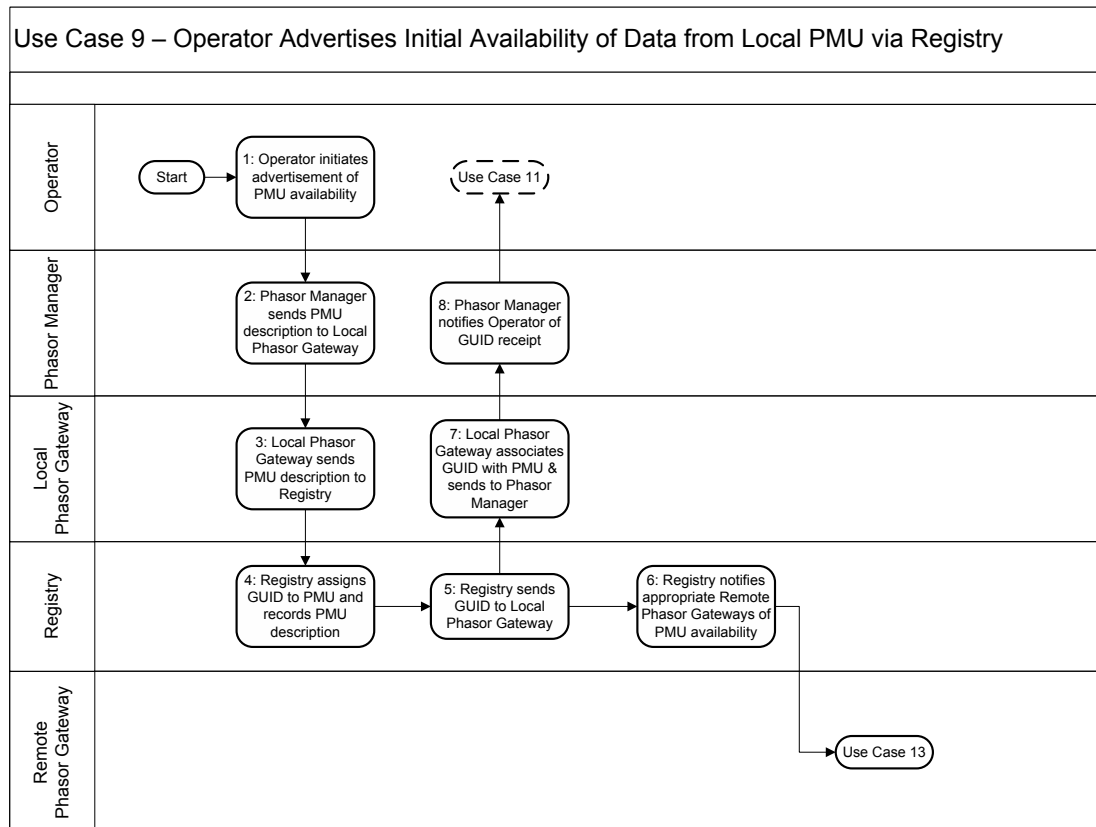 Use Case 9 – Operator Advertises Initial Availability of Data from Local PMU via Registry
Operator
Start
1: Operator initiates
advertisement of
PMU availability
Use Case 11
Phasor Manager
2: Phasor Manager
sends PMU
description to Local
Phasor Gateway
8: Phasor Manager
notifies Operator of
GUID receipt
Local
Phasor Gateway
3: Local Phasor
Gateway sends
PMU description to
Registry
7: Local Phasor
Gateway associates
GUID with PMU &
sends to Phasor
Manager
Registry
4: Registry assigns
GUID to PMU and
records PMU
description
5: Registry sends
GUID to Local
Phasor Gateway
6: Registry notifies
appropriate Remote
Phasor Gateways of
PMU availability
Remote
Phasor Gateway
Use Case 13